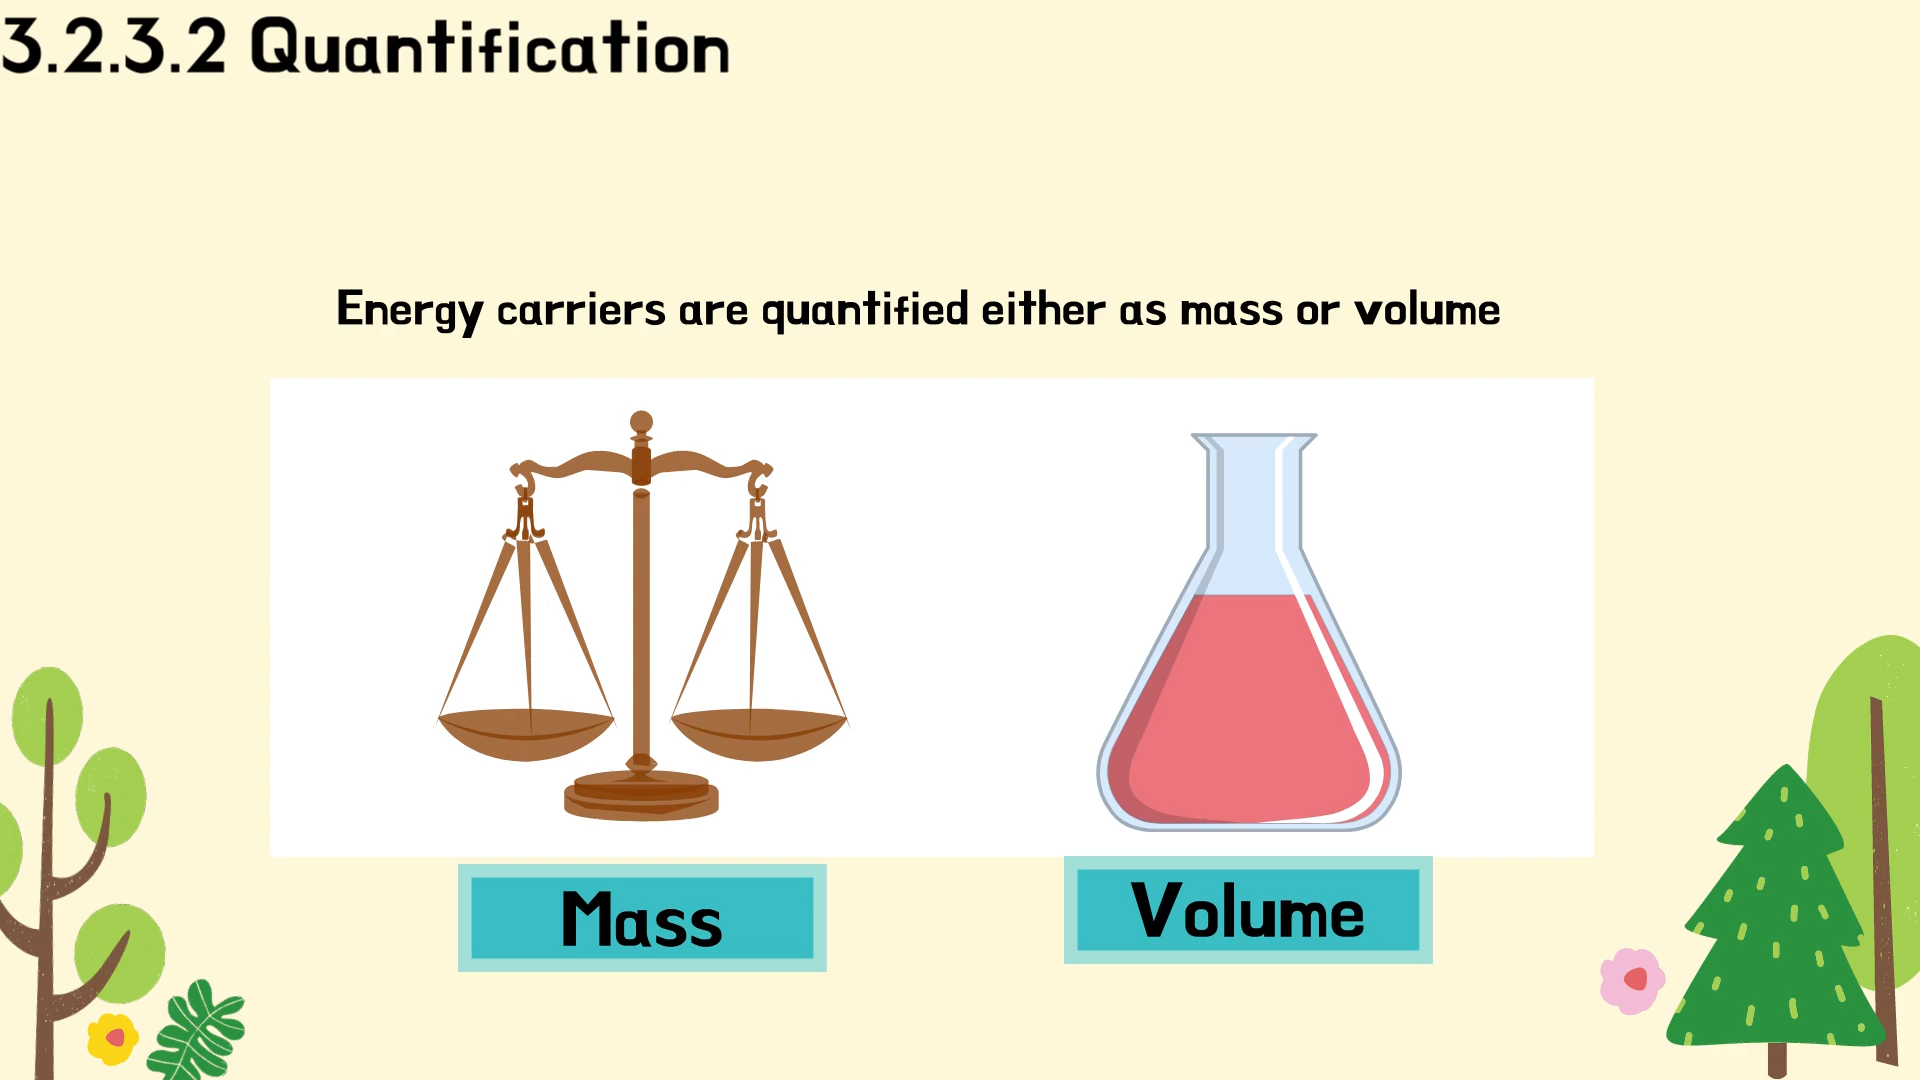 3.2.3.2 Quantification
Energy carriers are quantified either as mass or volume
Mass
Volume